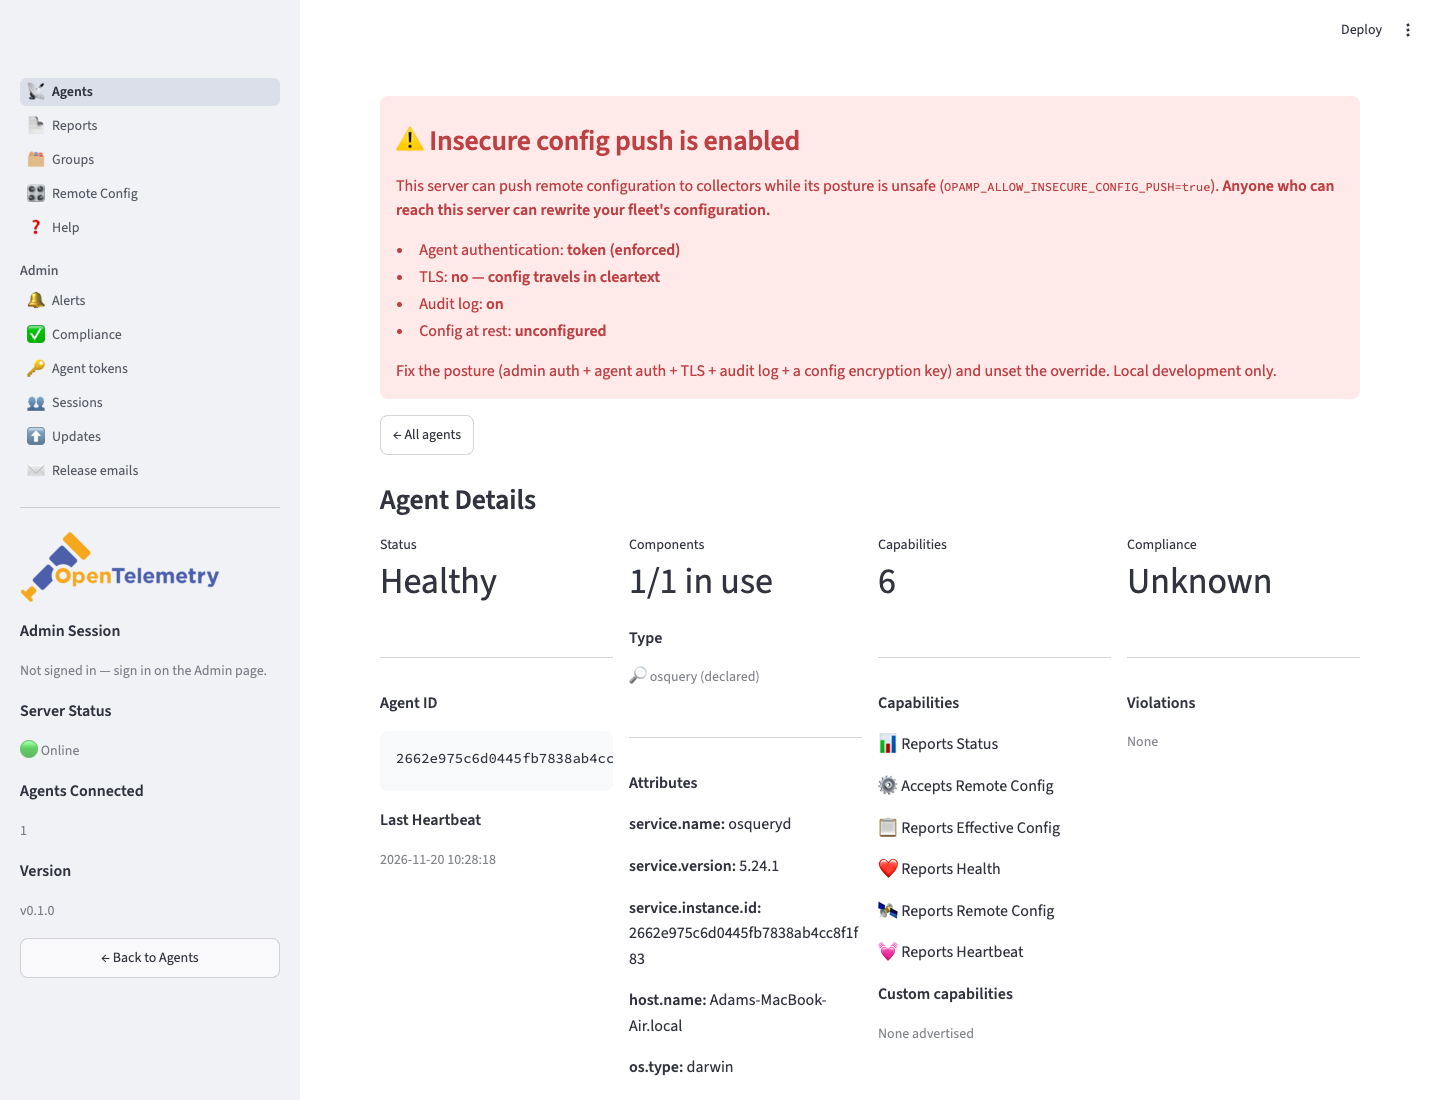 Deploy
Agents
Reports
Groups
Remote Config
Help
Admin
Alerts
Compliance
Agent tokens
Sessions
Updates
Release emails
OpenTelemetry
Admin Session
Not signed in — sign in on the Admin page.
Server Status
Online
Agents Connected
1
Version
v0.1.0
← Back to Agents
Insecure config push is enabled
This server can push remote configuration to collectors while its posture is unsafe (OPAMP_ALLOW_INSECURE_CONFIG_PUSH=true). Anyone who can
reach this server can rewrite your fleet's configuration.
• Agent authentication: token (enforced)
• TLS: no — config travels in cleartext
• Audit log: on
• Config at rest: unconfigured
Fix the posture (admin auth + agent auth + TLS + audit log + a config encryption key) and unset the override. Local development only.
← All agents
Agent Details
Status
Healthy
Agent ID
2662e975c6d0445fb7838ab4cc
Last Heartbeat
2026-11-20 10:28:18
Components
1/1 in use
Type
osquery (declared)
Attributes
service.name: osqueryd
service.version: 5.24.1
service.instance.id:
2662e975c6d0445fb7838ab4cc8f1f
83
host.name: Adams-MacBook-
Air.local
os.type: darwin
Capabilities
6
Capabilities
Reports Status
Accepts Remote Config
Reports Effective Config
Reports Health
Reports Remote Config
Reports Heartbeat
Custom capabilities
None advertised
Compliance
Unknown
Violations
None